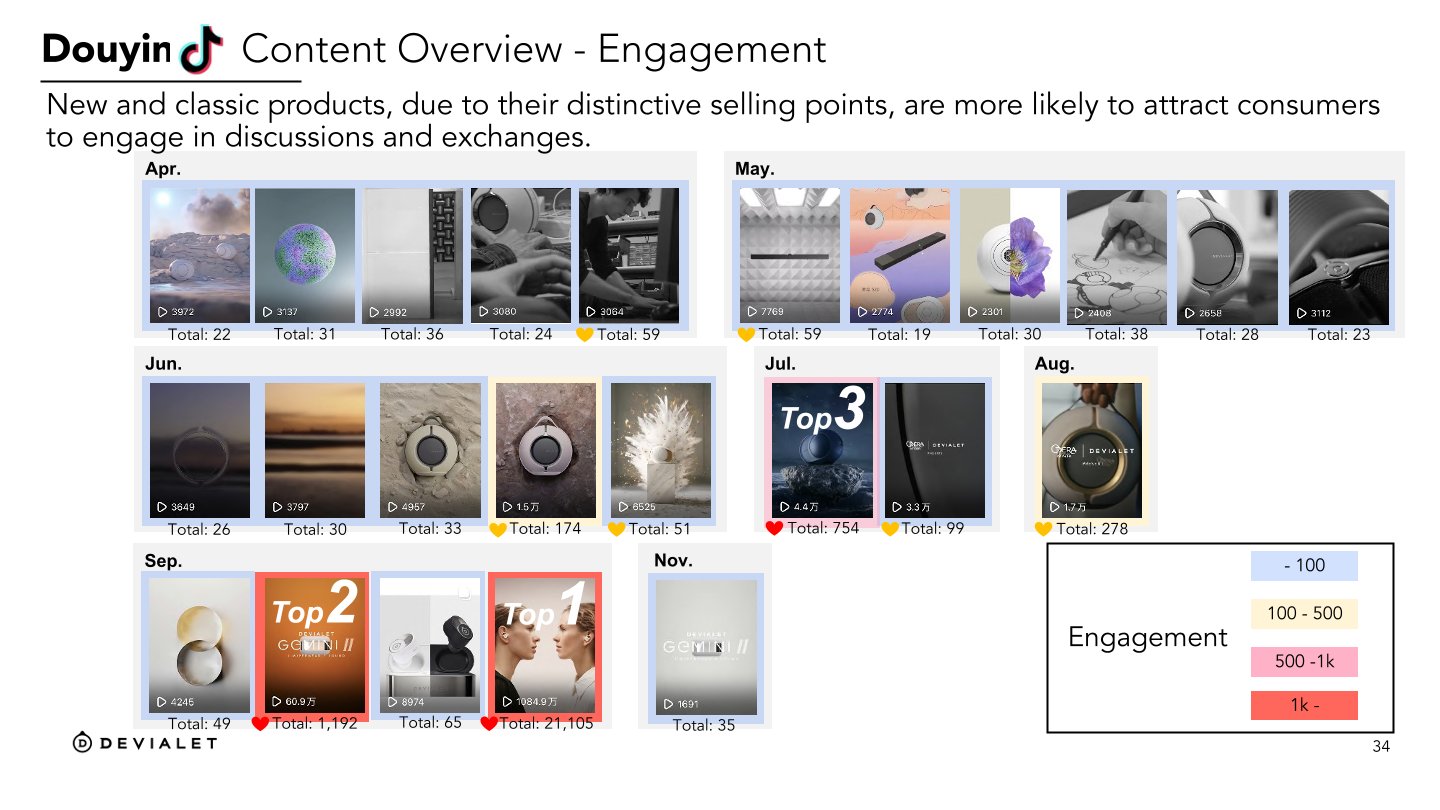 Douyin Content Overview - Engagement
New and classic products, due to their distinctive selling points, are more likely to attract consumers
to engage in discussions and exchanges.
Apr.
3972
3137
2992
3080
3064
Total: 22
Total: 31
Total: 36
Total: 24
Total: 59
May.
7769
2774
2301
2408
2658
3112
Total: 59
Total: 19
Total: 30
Total: 38
Total: 28
Total: 23
Jun.
3649
3797
4957
1.5万
6525
Total: 26
Total: 30
Total: 33
Total: 174
Total: 51
Jul.
Top3
4.4万
DEVIALET
3.3万
Total: 754
Total: 99
Aug.
DEVIALET
1.7万
Total: 278
Sep.
4245
Top2
DEVIALET
GEMINI II
60.9万
8974
Top1
1084.9万
Total: 49
Total: 1,192
Total: 65
Total: 21,105
Nov.
DEVIALET
GEMINI II
1691
Total: 35
Engagement
- 100
100 - 500
500 -1k
1k -
DEVIALET
34